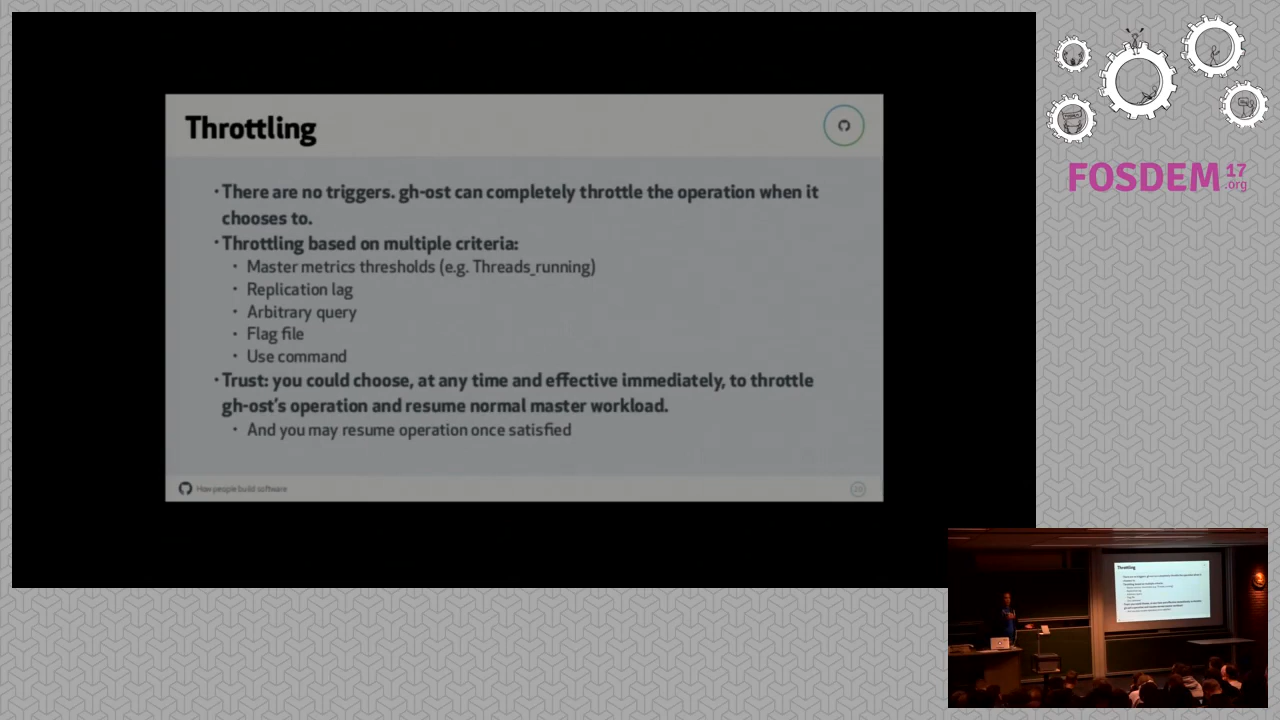 Throttling
• There are no triggers. gh-ost can completely throttle the operation when it
chooses to.
• Throttling based on multiple criteria:
• Master metrics thresholds (e.g. Threads_running)
• Replication lag
• Arbitrary query
• Flag file
• Use command
• Trust: you could choose, at any time and effective immediately, to throttle
gh-ost's operation and resume normal master workload.
• And you may resume operation once satisfied
How people build software
29
FOSDEM 17
.org
Throttling